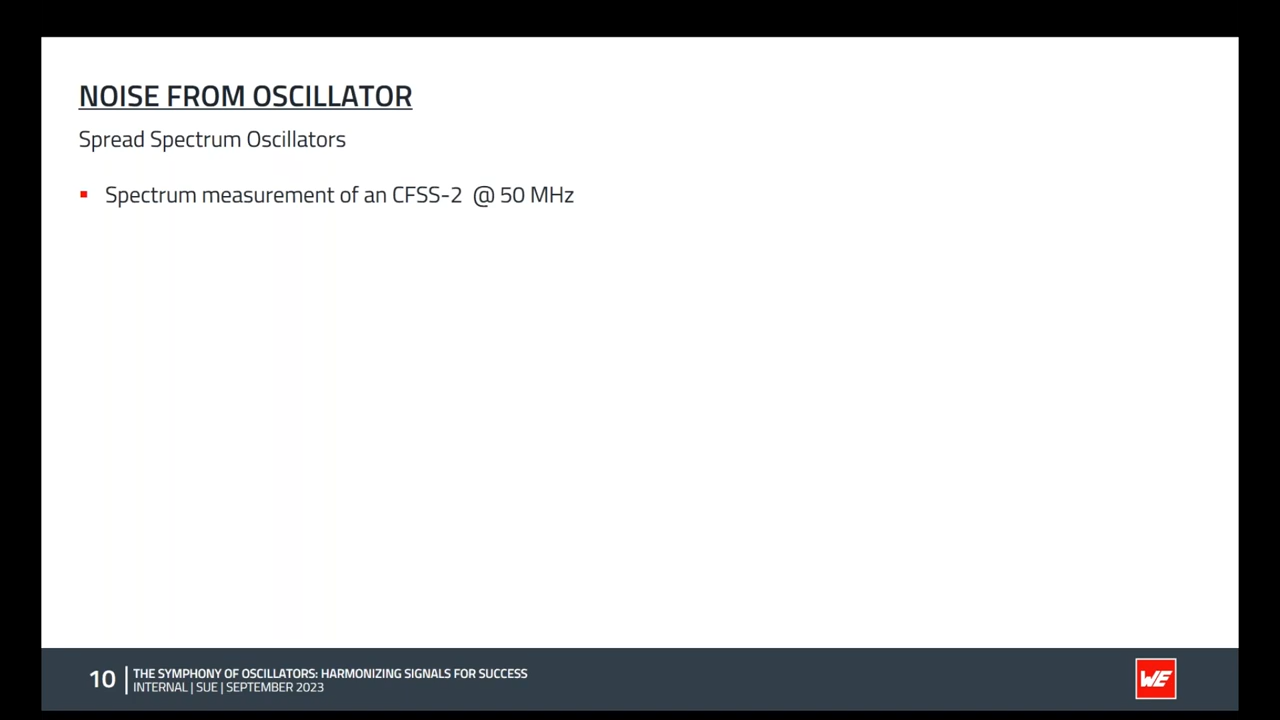 NOISE FROM OSCILLATOR
Spread Spectrum Oscillators
▪ Spectrum measurement of an CFSS-2 @ 50 MHz
10 | THE SYMPHONY OF OSCILLATORS: HARMONIZING SIGNALS FOR SUCCESS
INTERNAL | SUE | SEPTEMBER 2023
WE